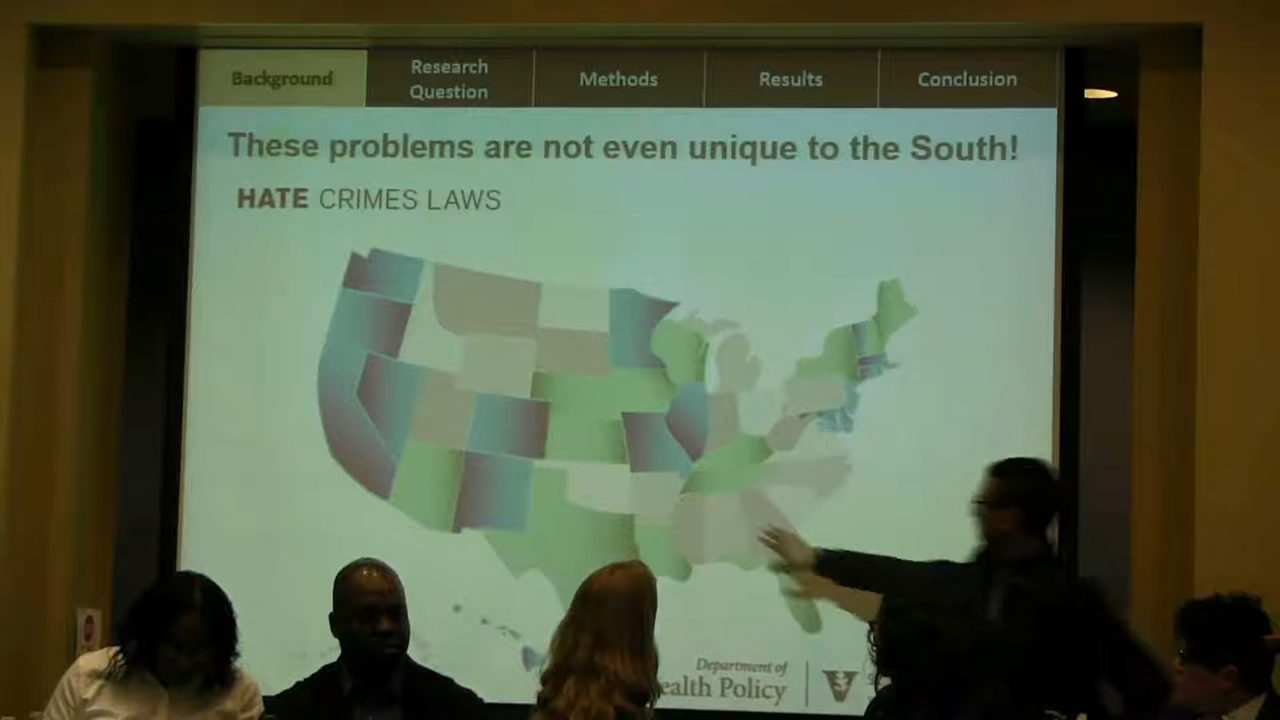 Background
Research
Question
Methods
Results
Conclusion
These problems are not even unique to the South!
HATE CRIMES LAWS
Department of
ealth Policy